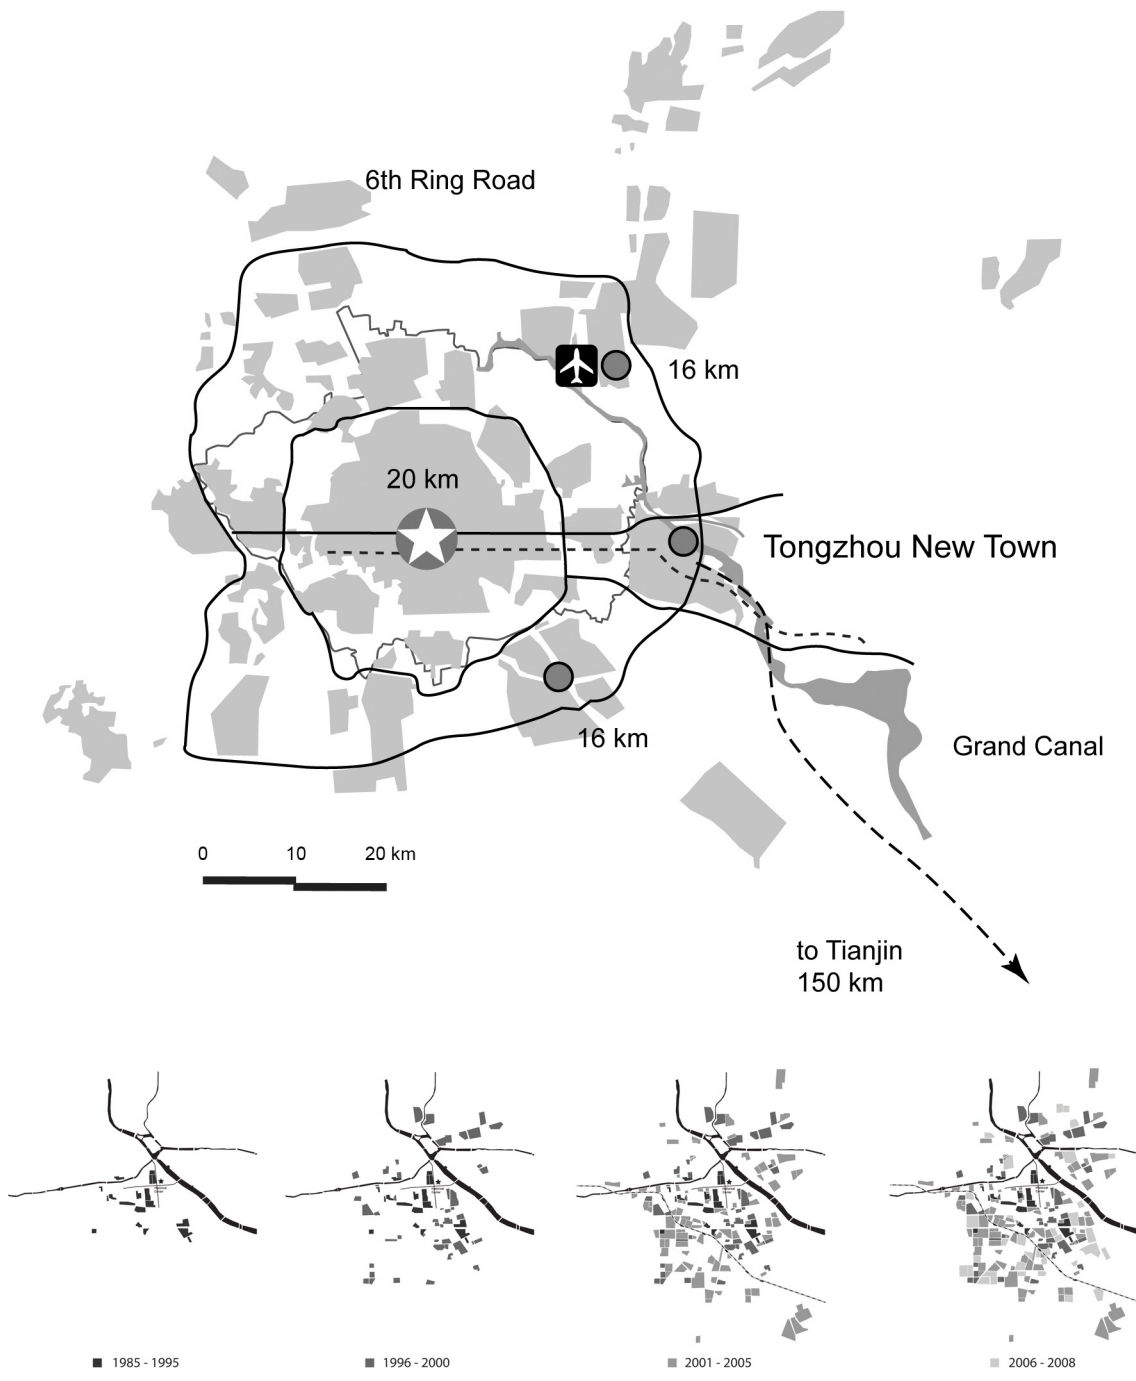 6th Ring Road
16 km
20 km
Tongzhou New Town
16 km
Grand Canal
0 10 20 km
to Tianjin
150 km
1985 - 1995
1996 - 2000
2001 - 2005
2006 - 2008